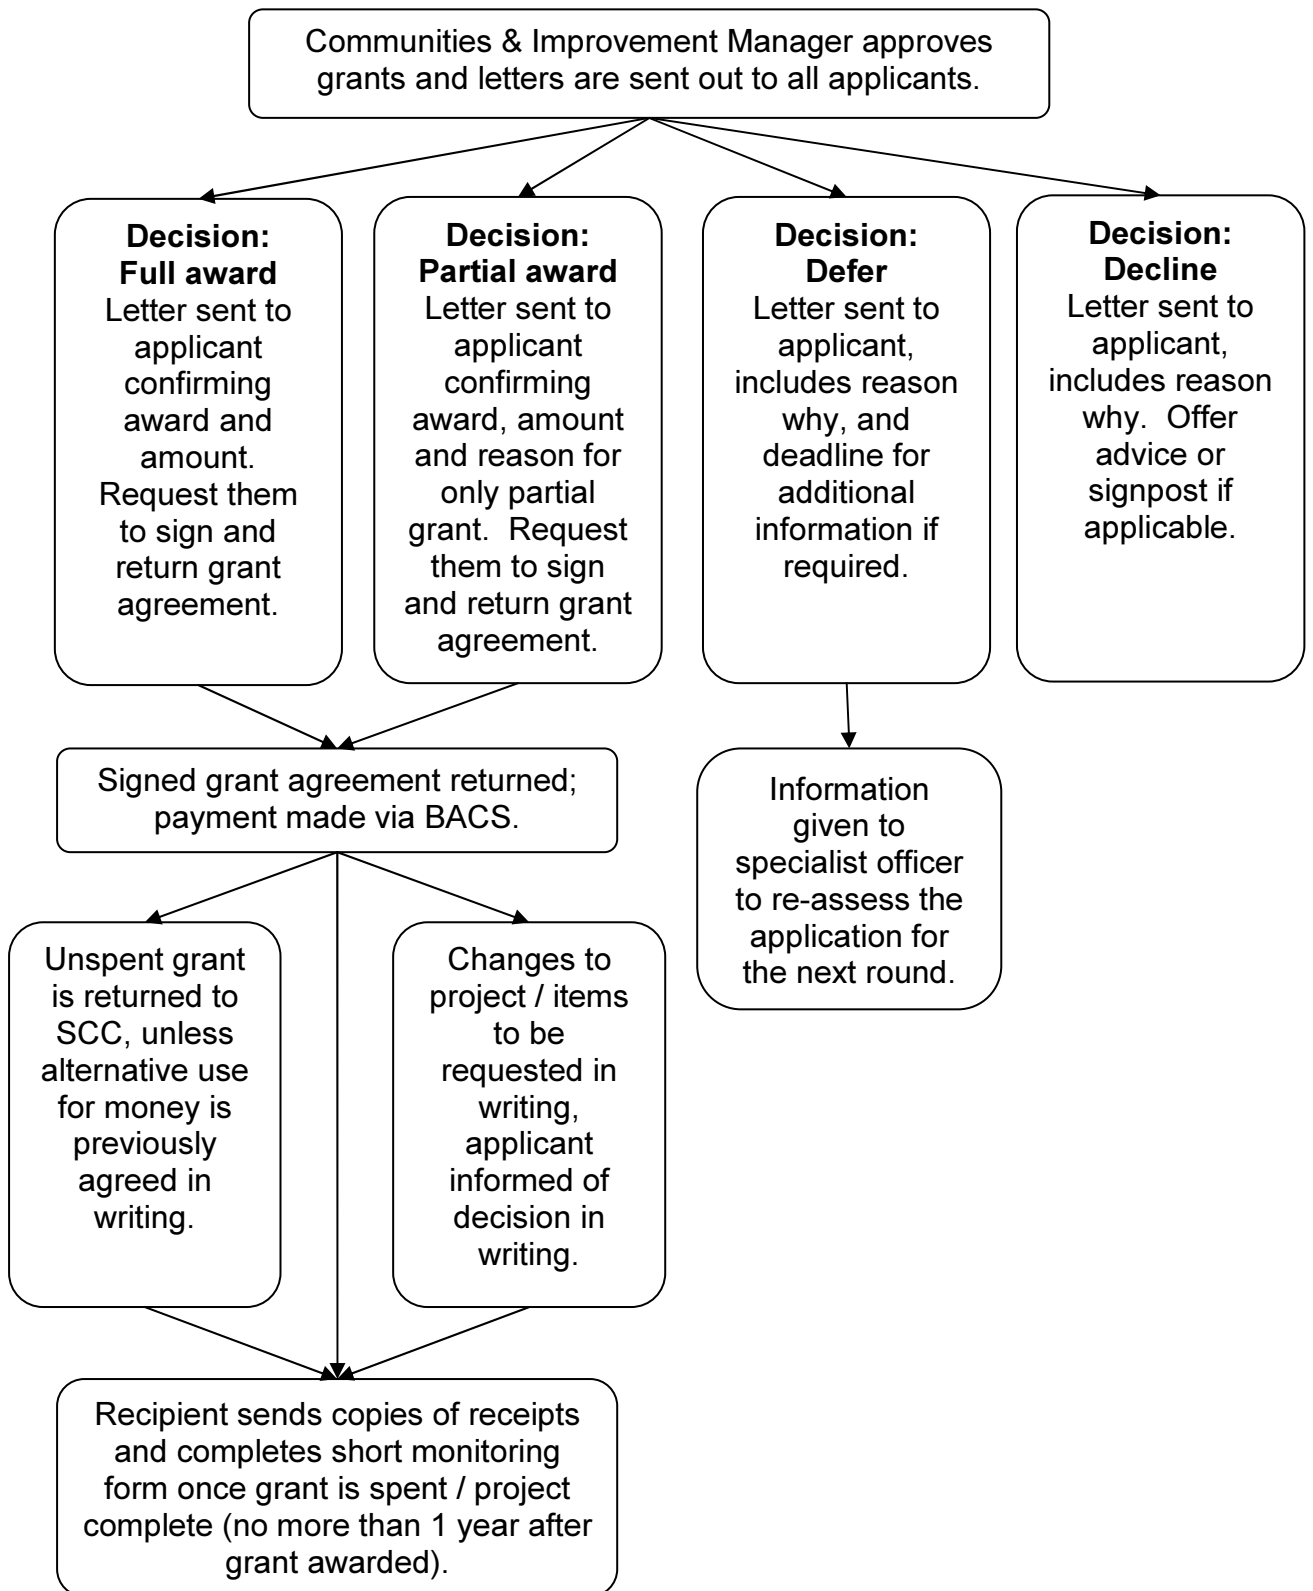 Communities & Improvement Manager approves
grants and letters are sent out to all applicants.
Decision:
Full award
Letter sent to
applicant
confirming
award and
amount.
Request them
to sign and
return grant
agreement.
Decision:
Partial award
Letter sent to
applicant
confirming
award, amount
and reason for
only partial
grant.  Request
them to sign
and return grant
agreement.
Decision:
Defer
Letter sent to
applicant,
includes reason
why, and
deadline for
additional
information if
required.
Decision:
Decline
Letter sent to
applicant,
includes reason
why.  Offer
advice or
signpost if
applicable.
Signed grant agreement returned;
payment made via BACS.
Information
given to
specialist officer
to re-assess the
application for
the next round.
Unspent grant
is returned to
SCC, unless
alternative use
for money is
previously
agreed in
writing.
Changes to
project / items
to be
requested in
writing,
applicant
informed of
decision in
writing.
Recipient sends copies of receipts
and completes short monitoring
form once grant is spent / project
complete (no more than 1 year after
grant awarded).